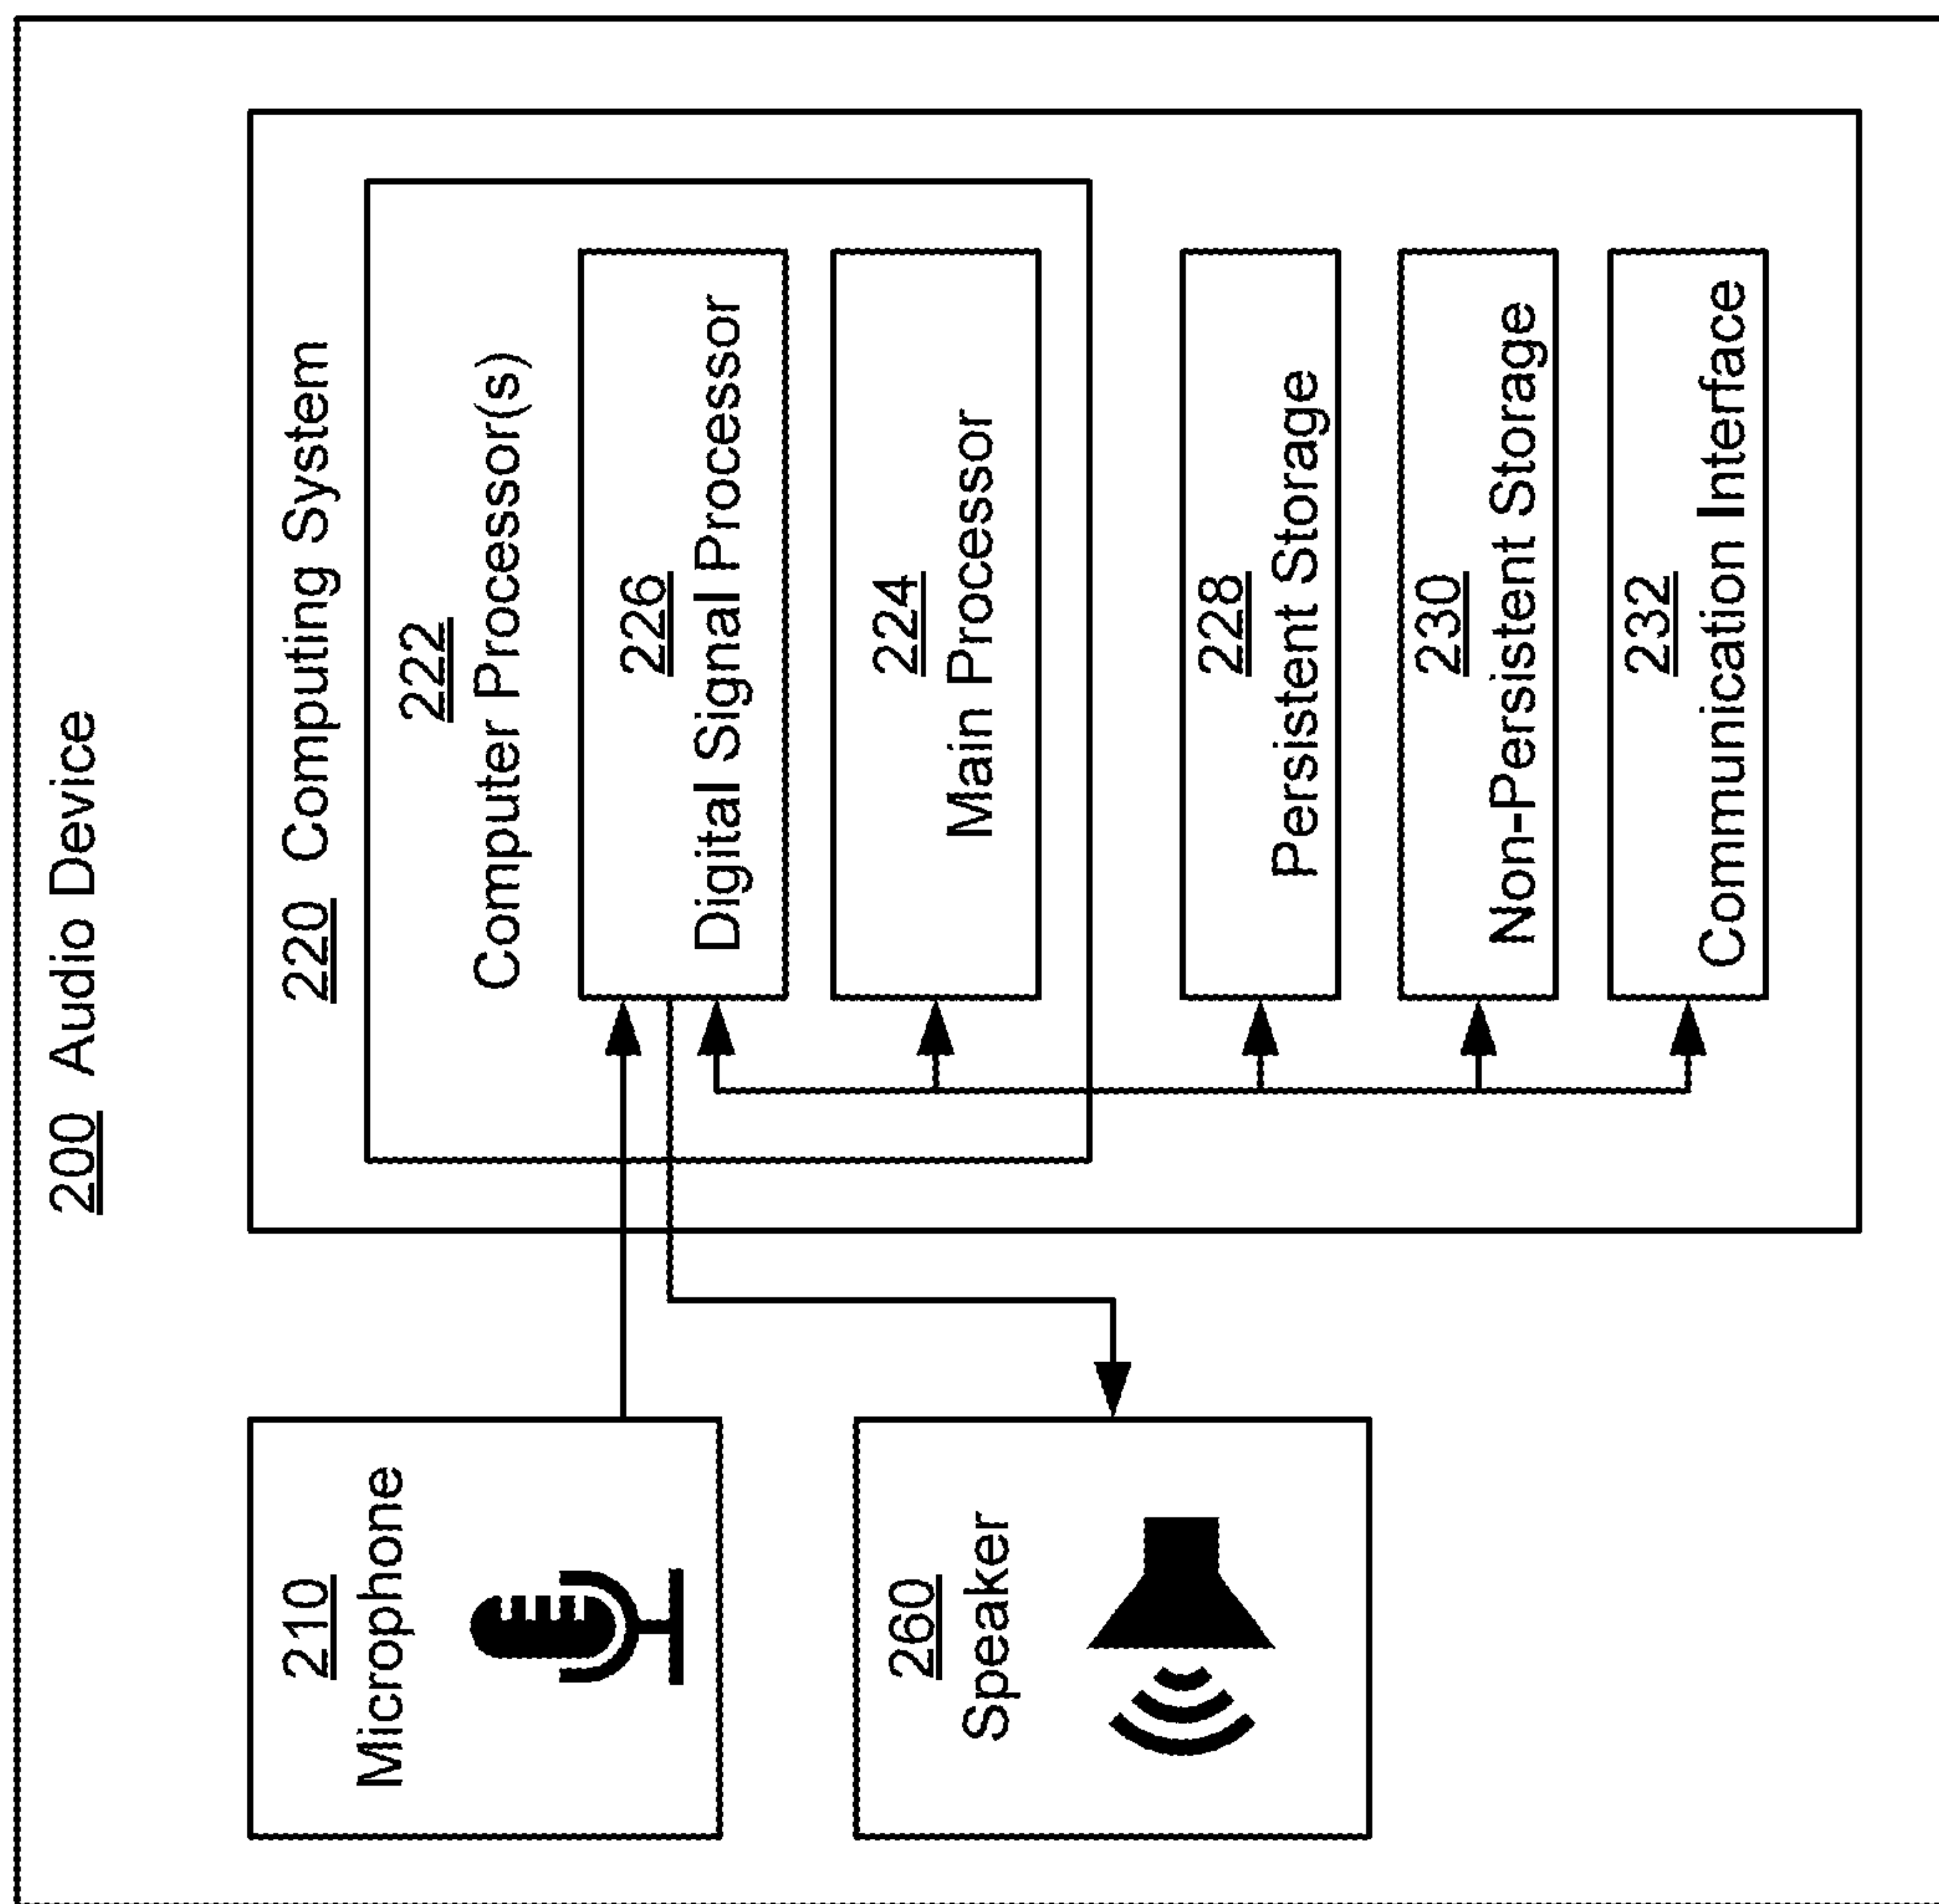 200 Audio Device
210
Microphone
260
Speaker
220 Computing System
222
Computer Processor(s)
226
Digital Signal Processor
224
Main Processor
228
Persistent Storage
230
Non-Persistent Storage
232
Communication Interface